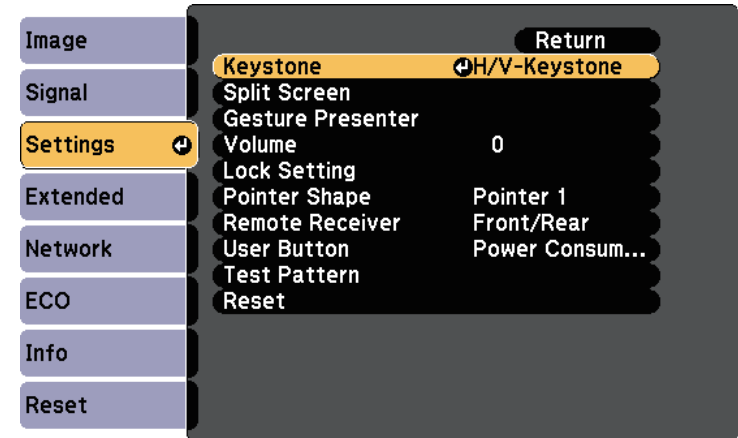 Image
Signal
Settings
Extended
Network
ECO
Info
Reset
Return
Keystone H/V-Keystone
Split Screen
Gesture Presenter
Volume 0
Lock Setting
Pointer Shape Pointer 1
Remote Receiver Front/Rear
User Button Power Consum...
Test Pattern
Reset